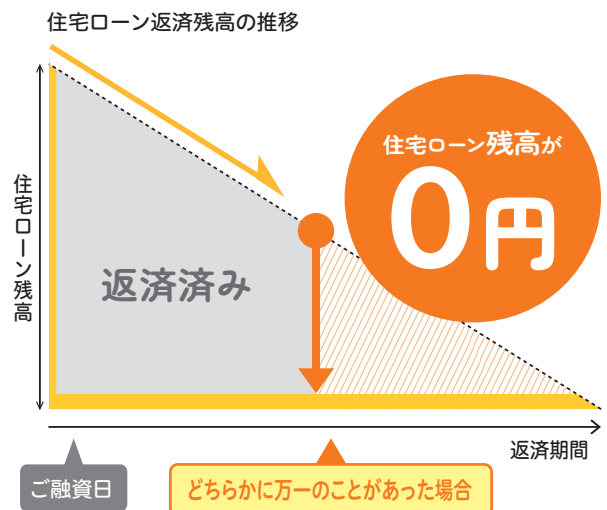 住宅ローン返済残高の推移
住宅ローン残高が
0円
住宅ローン残高
返済済み
返済期間
ご融資日
どちらかに万一のことがあった場合